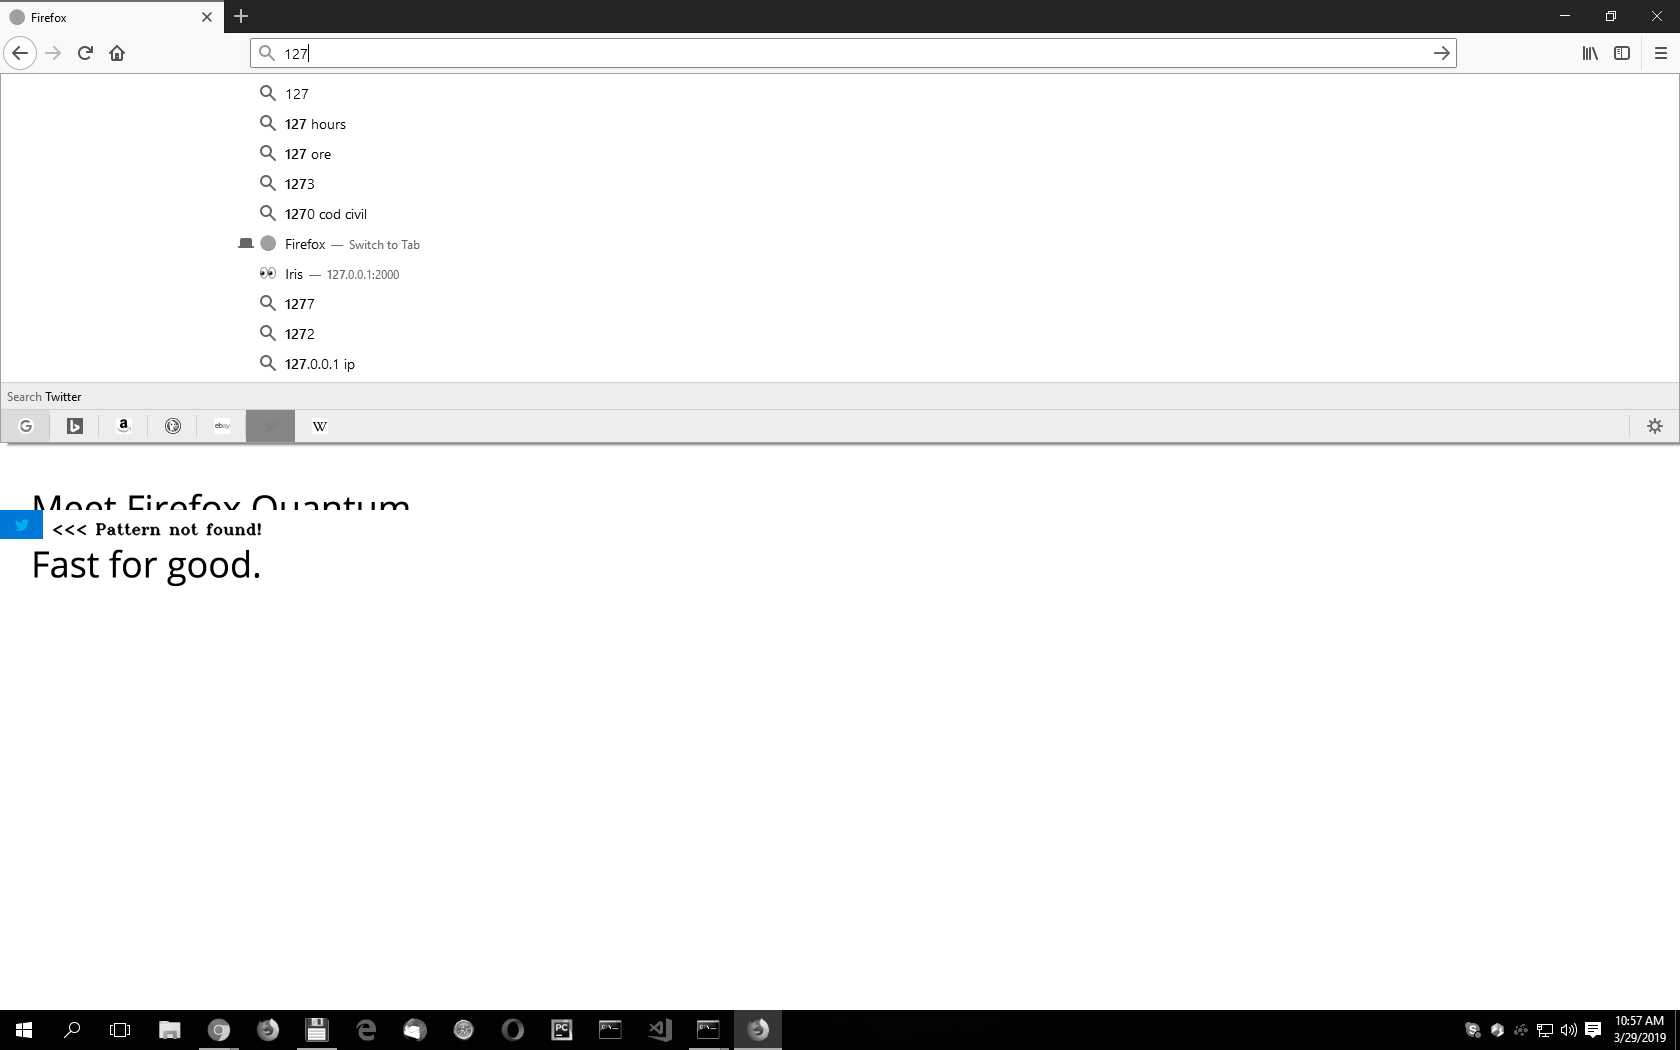 Firefox
127
127
127 hours
127 ore
1273
1270 cod civil
Firefox — Switch to Tab
Iris — 127.0.0.1:2000
1277
1272
127.0.0.1 ip
Search Twitter
G b a ebay W
Meet Firefox Quantum
<<< Pattern not found!
Fast for good.
PC
10:57 AM
3/29/2019